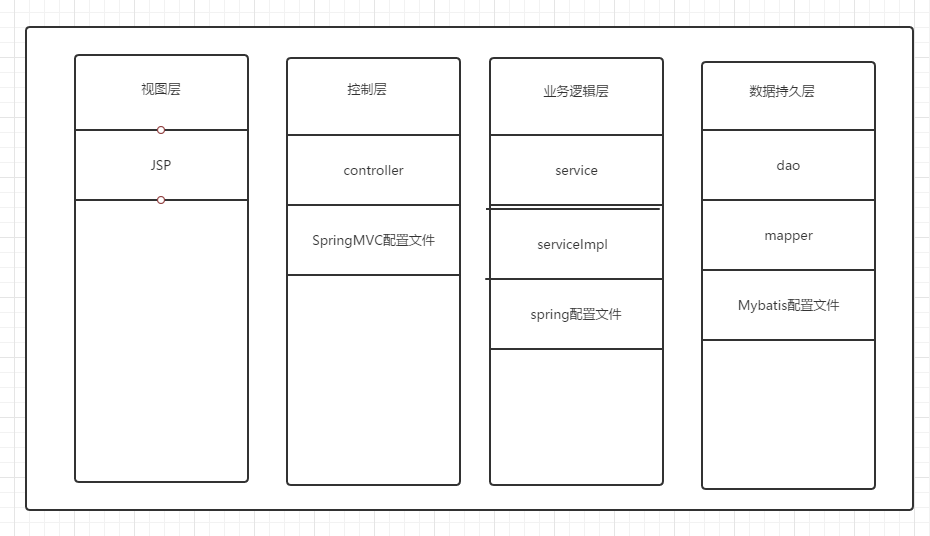 视图层
JSP
控制层
controller
SpringMVC配置文件
业务逻辑层
service
serviceImpl
spring配置文件
数据持久层
dao
mapper
Mybatis配置文件